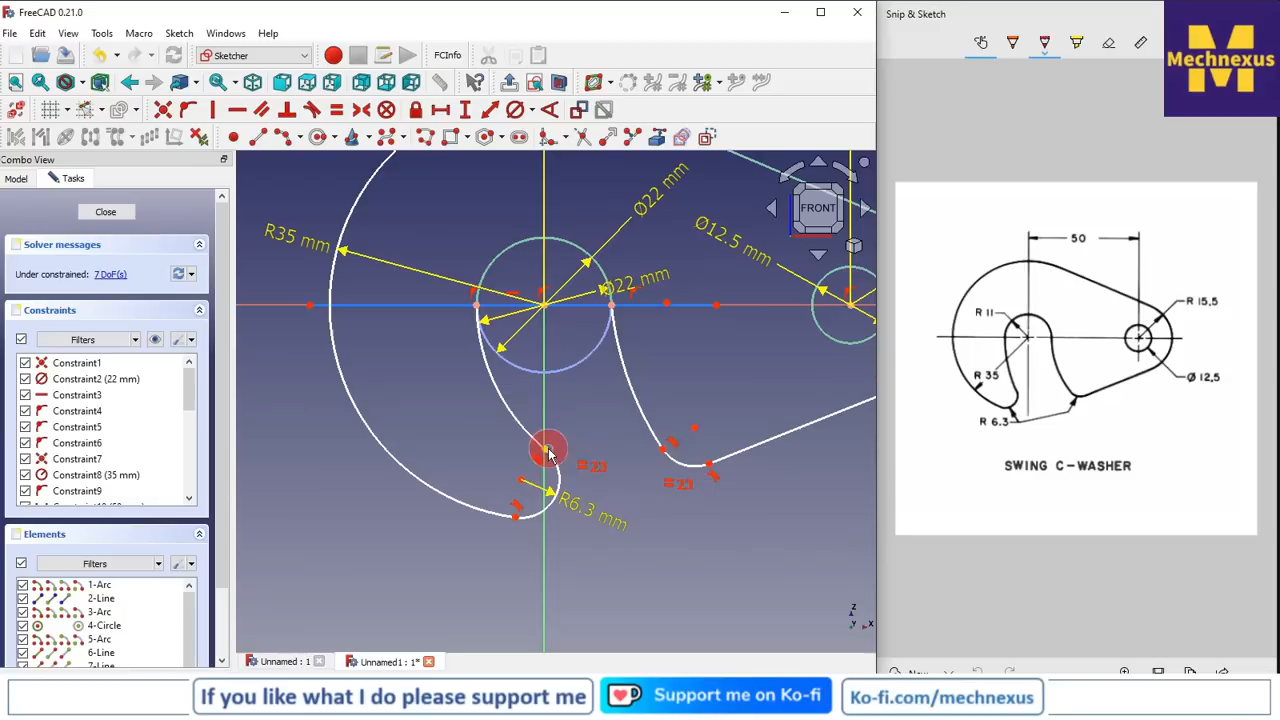 FreeCAD 0.21.0
File Edit View Tools Macro Sketch Windows Help
Sketcher
FCInfo
Combo View
Model Tasks
Close
Solver messages
Under constrained: 7 DoF(s)
Constraints
Filters
Constraint1
Constraint2 (22 mm)
Constraint3
Constraint4
Constraint5
Constraint6
Constraint7
Constraint8 (35 mm)
Constraint9
Elements
Filters
1-Arc
2-Line
3-Arc
4-Circle
5-Arc
6-Line
7-Line
R35 mm
Ø22 mm
Ø22 mm
Ø12.5 mm
FRONT
= 23
= 23
R6.3 mm
Z
Y X
Unnamed : 1
Unnamed1 : 1*
Snip & Sketch
M
Mechnexus
50
R 15,5
R 11
R 35
Ø 12,5
R 6.3
SWING C-WASHER
New
If you like what I do please support me
Support me on Ko-fi
Ko-fi.com/mechnexus